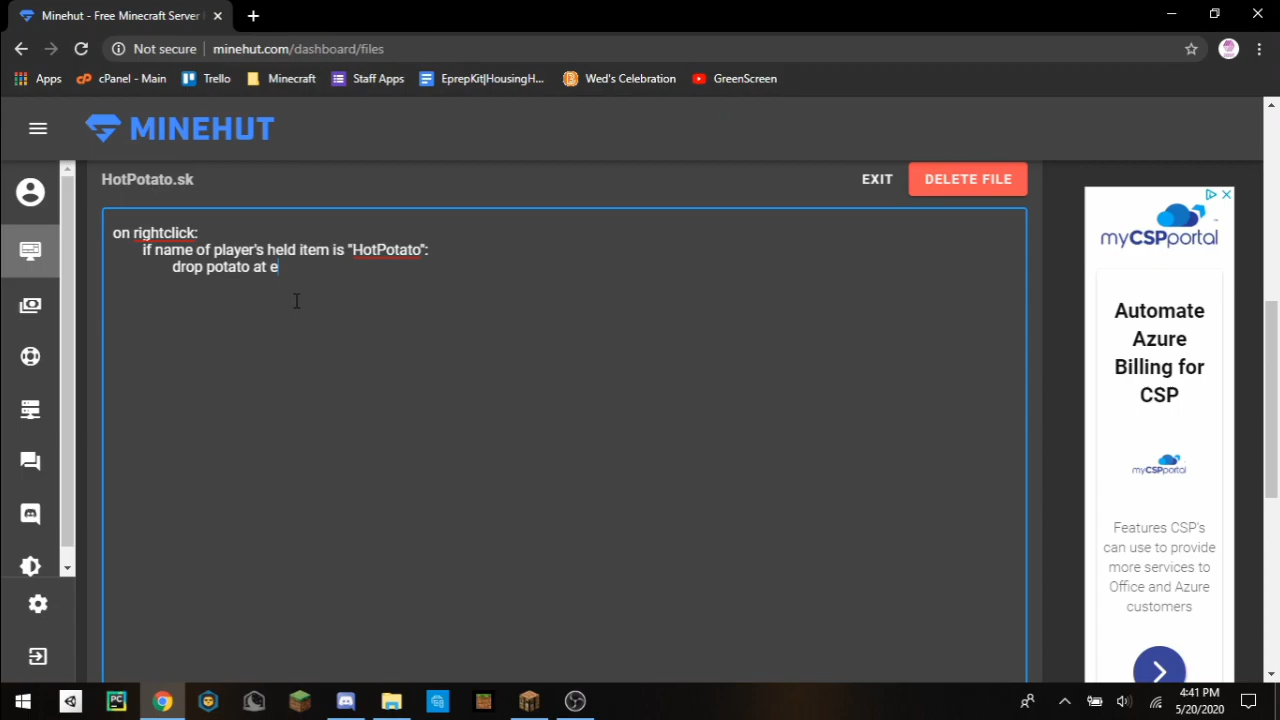 Minehut - Free Minecraft Server
Not secure
minehut.com/dashboard/files
Apps
cPanel - Main
Trello
Minecraft
Staff Apps
EprepKit|HousingH...
Wed's Celebration
GreenScreen
MINEHUT
HotPotato.sk
EXIT
DELETE FILE
on rightclick:
if name of player's held item is "HotPotato":
drop potato at e
myCSPportal
Automate
Azure
Billing for
CSP
myCSPportal
Features CSP's
can use to provide
more services to
Office and Azure
customers
4:41 PM
5/20/2020